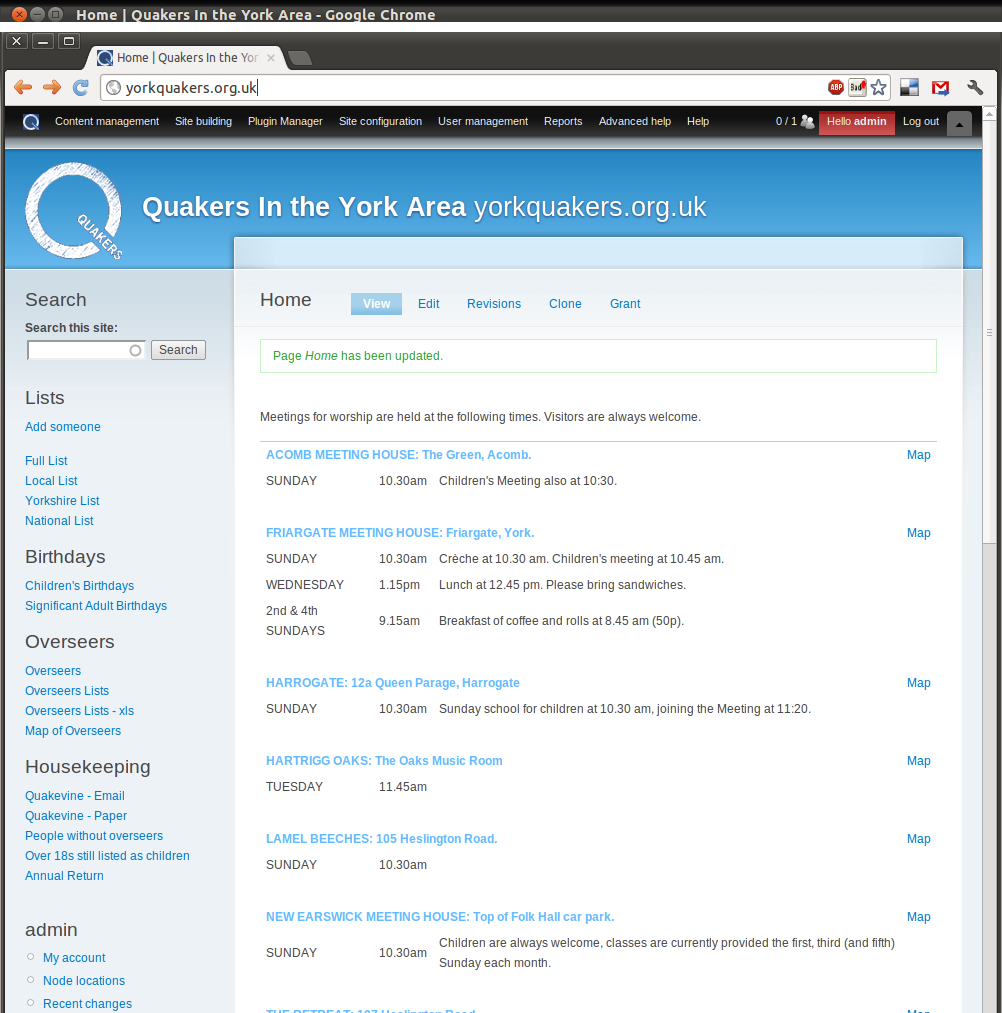 Home | Quakers In the York Area - Google Chrome
Home | Quakers In the Yor
yorkquakers.org.uk
ABP
Content management Site building Plugin Manager Site configuration User management Reports Advanced help Help 0 / 1 Hello admin Log out
QUAKERS
Quakers In the York Area yorkquakers.org.uk
Search
Search this site:
Search
Lists
Add someone
Full List
Local List
Yorkshire List
National List
Birthdays
Children's Birthdays
Significant Adult Birthdays
Overseers
Overseers
Overseers Lists
Overseers Lists - xls
Map of Overseers
Housekeeping
Quakevine - Email
Quakevine - Paper
People without overseers
Over 18s still listed as children
Annual Return
admin
My account
Node locations
Recent changes
Home View Edit Revisions Clone Grant
Page Home has been updated.
Meetings for worship are held at the following times. Visitors are always welcome.
ACOMB MEETING HOUSE: The Green, Acomb. Map
SUNDAY 10.30am Children's Meeting also at 10:30.
FRIARGATE MEETING HOUSE: Friargate, York. Map
SUNDAY 10.30am Crèche at 10.30 am. Children's meeting at 10.45 am.
WEDNESDAY 1.15pm Lunch at 12.45 pm. Please bring sandwiches.
2nd & 4th
SUNDAYS 9.15am Breakfast of coffee and rolls at 8.45 am (50p).
HARROGATE: 12a Queen Parage, Harrogate Map
SUNDAY 10.30am Sunday school for children at 10.30 am, joining the Meeting at 11:20.
HARTRIGG OAKS: The Oaks Music Room Map
TUESDAY 11.45am
LAMEL BEECHES: 105 Heslington Road. Map
SUNDAY 10.30am
NEW EARSWICK MEETING HOUSE: Top of Folk Hall car park. Map
SUNDAY 10.30am Children are always welcome, classes are currently provided the first, third (and fifth)
Sunday each month.
THE RETREAT: 107 Heslington Road Map